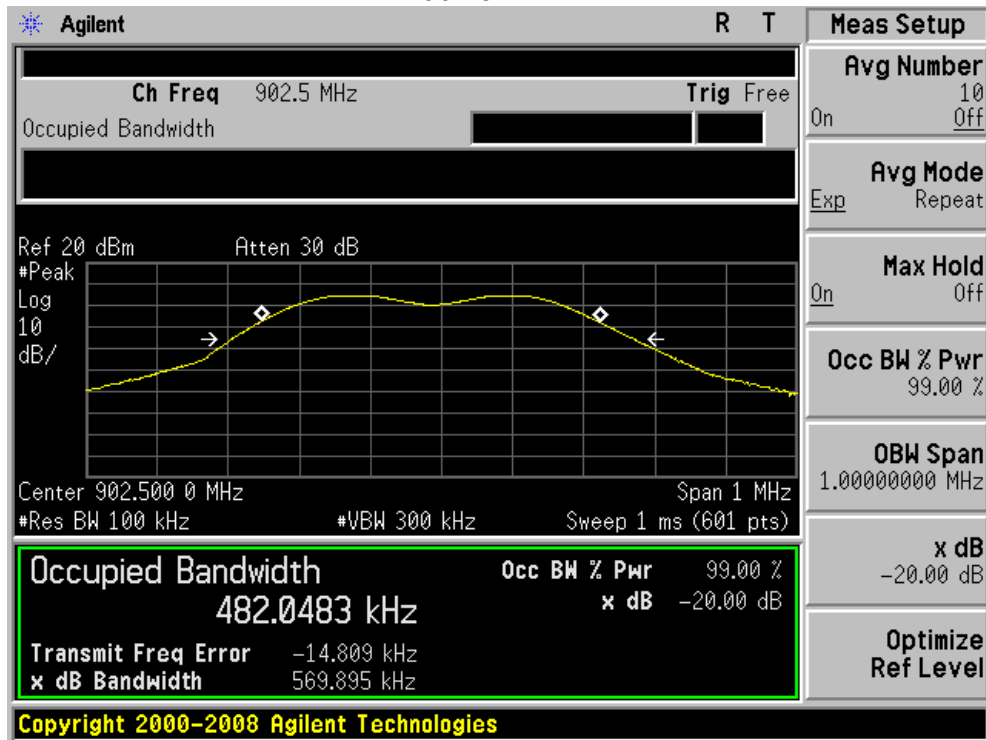 Agilent R T
Ch Freq 902.5 MHz Trig Free
Occupied Bandwidth
Ref 20 dBm Atten 30 dB
#Peak
Log
10
dB/
Center 902.500 0 MHz Span 1 MHz
#Res BW 100 kHz #VBW 300 kHz Sweep 1 ms (601 pts)
Occupied Bandwidth Occ BW % Pwr 99.00 %
482.0483 kHz x dB -20.00 dB
Transmit Freq Error -14.809 kHz
x dB Bandwidth 569.895 kHz
Copyright 2000-2008 Agilent Technologies
Meas Setup
Avg Number
10
On Off
Avg Mode
Exp Repeat
Max Hold
On Off
Occ BW % Pwr
99.00 %
OBW Span
1.00000000 MHz
x dB
-20.00 dB
Optimize
Ref Level